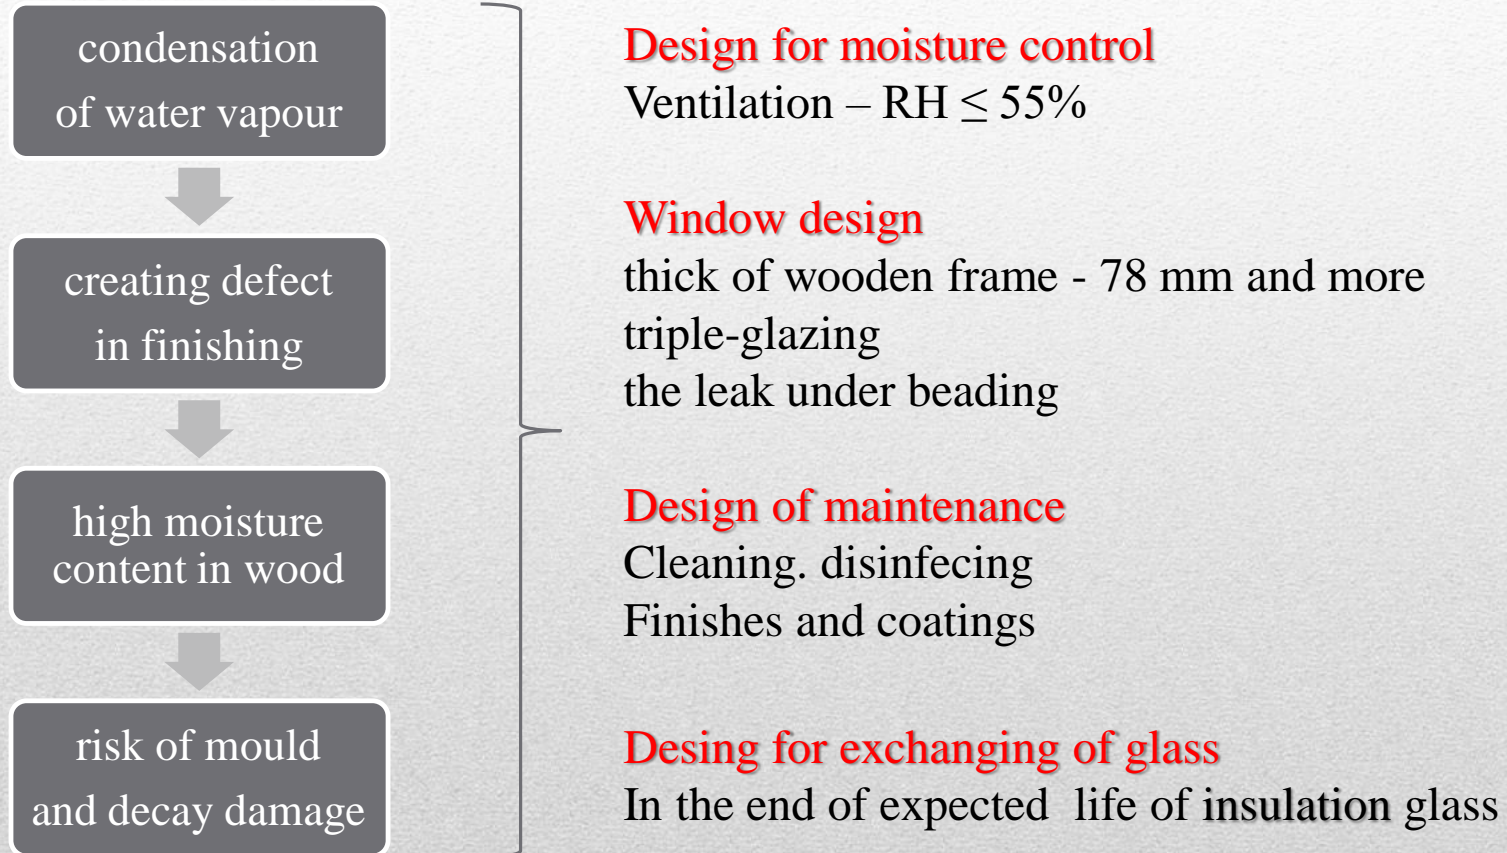 condensation
of water vapour
creating defect
in finishing
high moisture
content in wood
risk of mould
and decay damage
Design for moisture control
Ventilation – RH ≤ 55%
Window design
thick of wooden frame - 78 mm and more
triple-glazing
the leak under beading
Design of maintenance
Cleaning. disinfecing
Finishes and coatings
Desing for exchanging of glass
In the end of expected life of insulation glass